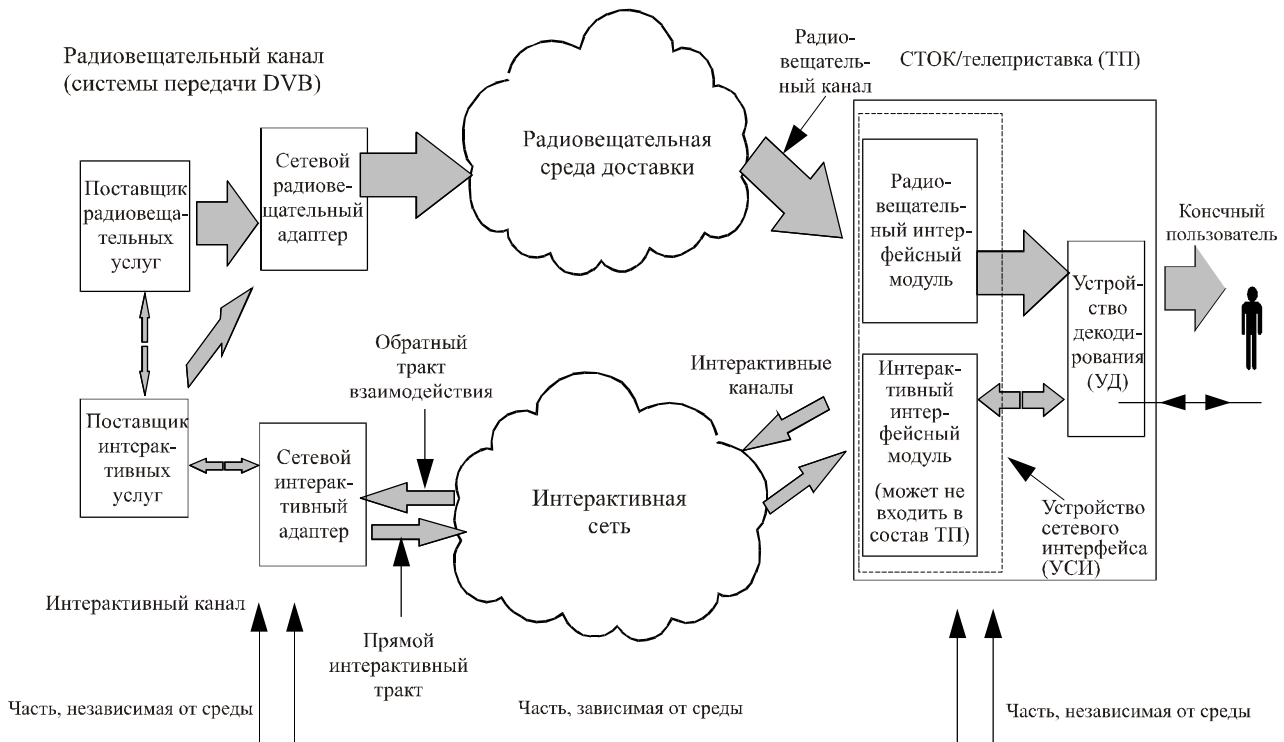 Радиовещательный канал
(системы передачи DVB)
Поставщик
радиовеща-
тельных
услуг
Сетевой
радиове-
щательный
адаптер
Радиовещательная
среда доставки
Радио-
вещатель-
ный канал
СТОК/телеприставка (ТП)
Радио-
вещатель-
ный интер-
фейсный
модуль
Конечный
пользователь
Устрой-
ство
декоди-
рования
(УД)
Обратный
тракт
взаимодействия
Интерактивные
каналы
Интерак-
тивный
интер-
фейсный
модуль
(может не
входить в
состав ТП)
Поставщик
интерак-
тивных
услуг
Сетевой
интерак-
тивный
адаптер
Интерактивная
сеть
Устройство
сетевого
интерфейса
(УСИ)
Интерактивный канал
Прямой
интерактивный
тракт
Часть, независимая от среды
Часть, зависимая от среды
Часть, независимая от среды